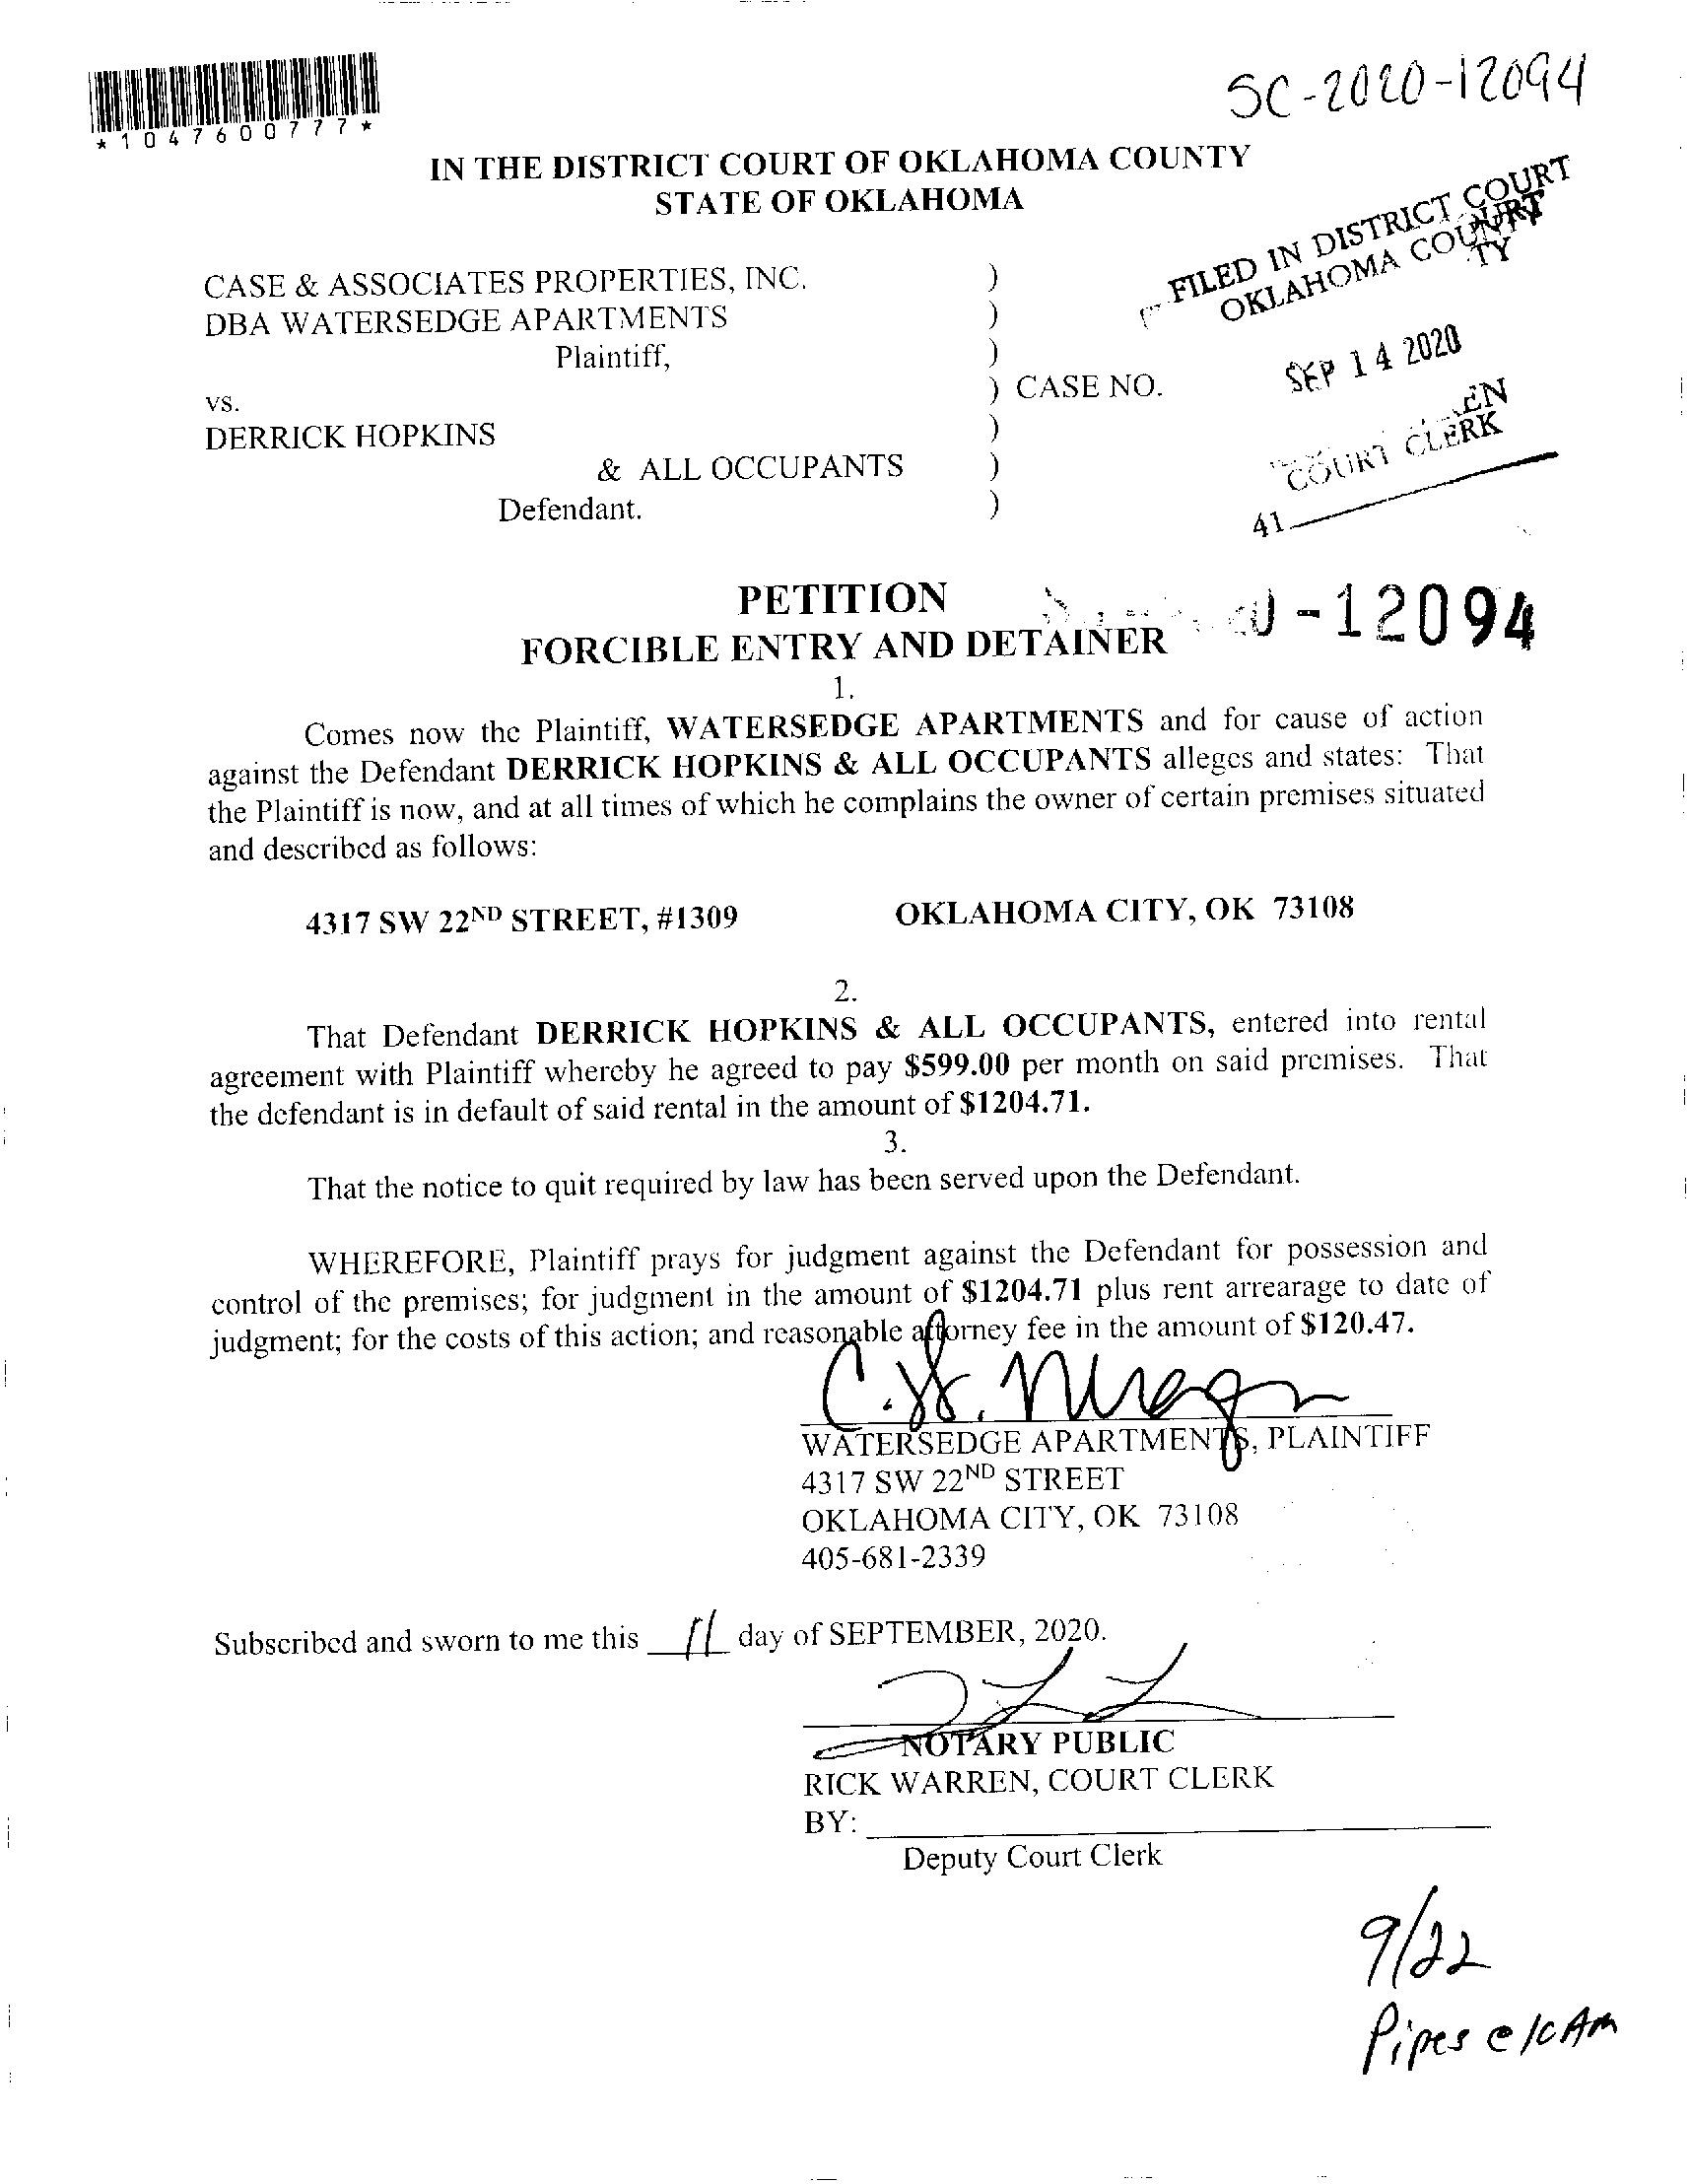 *1047600777*
SC-2020-12094
IN THE DISTRICT COURT OF OKLAHOMA COUNTY
STATE OF OKLAHOMA
FILED IN DISTRICT COURT
OKLAHOMA COUNTY
SEP 14 2020
COURT CLERK
41
CASE & ASSOCIATES PROPERTIES, INC. )
DBA WATERSEDGE APARTMENTS )
Plaintiff, )
vs. ) CASE NO.
DERRICK HOPKINS )
& ALL OCCUPANTS )
Defendant. )
PETITION
-12094
FORCIBLE ENTRY AND DETAINER
1.
Comes now the Plaintiff, WATERSEDGE APARTMENTS and for cause of action
against the Defendant DERRICK HOPKINS & ALL OCCUPANTS alleges and states: That
the Plaintiff is now, and at all times of which he complains the owner of certain premises situated
and described as follows:
4317 SW 22ND STREET, #1309 OKLAHOMA CITY, OK 73108
2.
That Defendant DERRICK HOPKINS & ALL OCCUPANTS, entered into rental
agreement with Plaintiff whereby he agreed to pay $599.00 per month on said premises. That
the defendant is in default of said rental in the amount of $1204.71.
3.
That the notice to quit required by law has been served upon the Defendant.
WHEREFORE, Plaintiff prays for judgment against the Defendant for possession and
control of the premises; for judgment in the amount of $1204.71 plus rent arrearage to date of
judgment; for the costs of this action; and reasonable attorney fee in the amount of $120.47.
WATERSEDGE APARTMENTS, PLAINTIFF
4317 SW 22ND STREET
OKLAHOMA CITY, OK 73108
405-681-2339
Subscribed and sworn to me this 11 day of SEPTEMBER, 2020.
NOTARY PUBLIC
RICK WARREN, COURT CLERK
BY:
Deputy Court Clerk
9/22
Pipes @